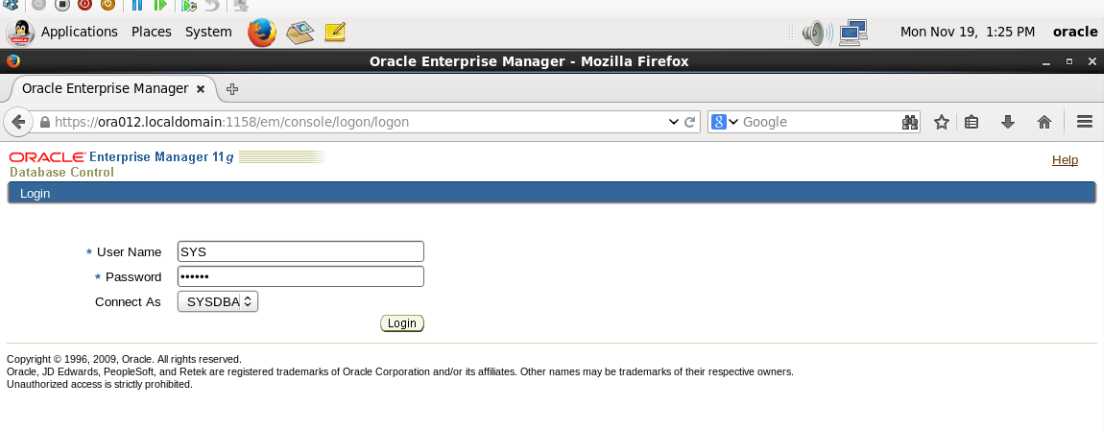 Applications Places System Mon Nov 19, 1:25 PM oracle
Oracle Enterprise Manager - Mozilla Firefox
Oracle Enterprise Manager
https://ora012.localdomain:1158/em/console/logon/logon Google
ORACLE Enterprise Manager 11g
Database Control
Help
Login
* User Name SYS
* Password ••••••
Connect As SYSDBA
Login
Copyright © 1996, 2009, Oracle. All rights reserved.
Oracle, JD Edwards, PeopleSoft, and Retek are registered trademarks of Oracle Corporation and/or its affiliates. Other names may be trademarks of their respective owners.
Unauthorized access is strictly prohibited.